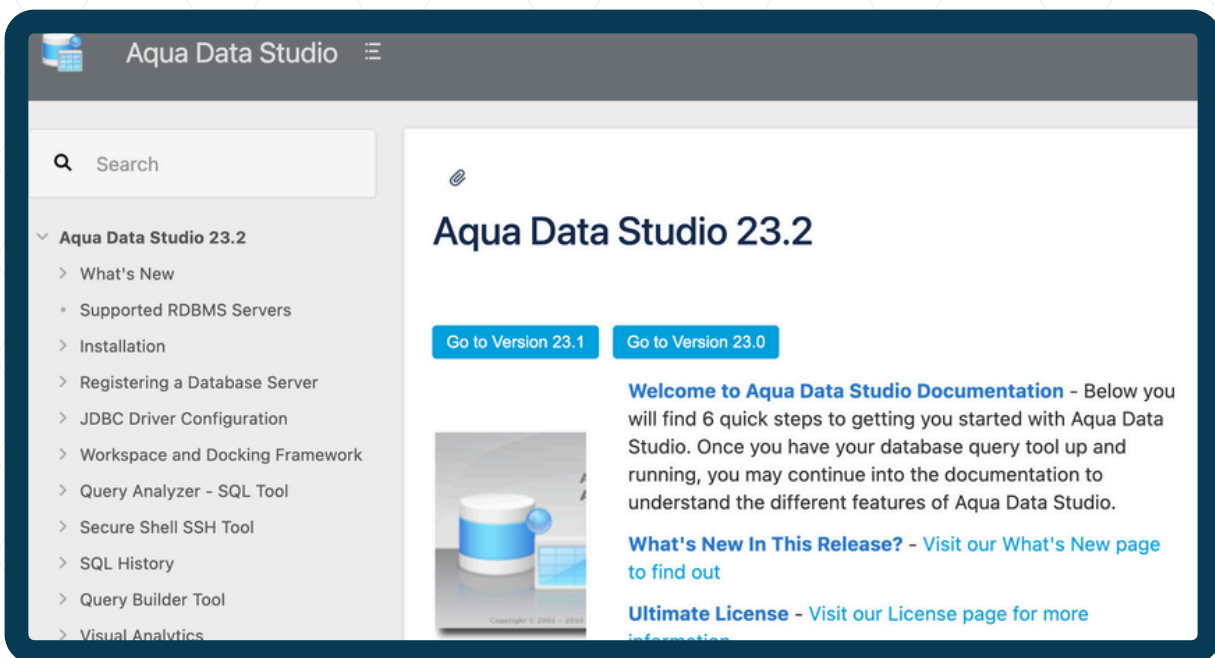 Aqua Data Studio
Search
Aqua Data Studio 23.2
What's New
Supported RDBMS Servers
Installation
Registering a Database Server
JDBC Driver Configuration
Workspace and Docking Framework
Query Analyzer - SQL Tool
Secure Shell SSH Tool
SQL History
Query Builder Tool
Visual Analytics
Aqua Data Studio 23.2
Go to Version 23.1
Go to Version 23.0
Welcome to Aqua Data Studio Documentation - Below you
will find 6 quick steps to getting you started with Aqua Data
Studio. Once you have your database query tool up and
running, you may continue into the documentation to
understand the different features of Aqua Data Studio.
What's New In This Release? - Visit our What's New page
to find out
Ultimate License - Visit our License page for more
information
Copyright © 2001 - 2010